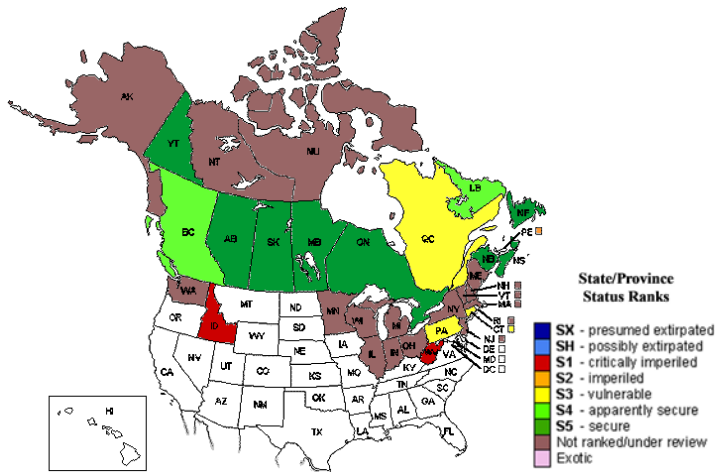 AK
YT
NT
NU
BC
AB
SK
MB
ON
QC
LB
NF
PE
NB
NS
ME
NH
VT
MA
RI
CT
NJ
DE
MD
DC
WA
MT
ND
MN
OR
ID
WY
SD
WI
MI
NY
PA
NV
UT
CO
NE
IA
IL
IN
OH
WV
VA
CA
AZ
NM
KS
MO
KY
NC
TN
OK
AR
SC
TX
LA
MS
AL
GA
FL
HI
State/Province
Status Ranks
SX - presumed extirpated
SH - possibly extirpated
S1 - critically imperiled
S2 - imperiled
S3 - vulnerable
S4 - apparently secure
S5 - secure
Not ranked/under review
Exotic